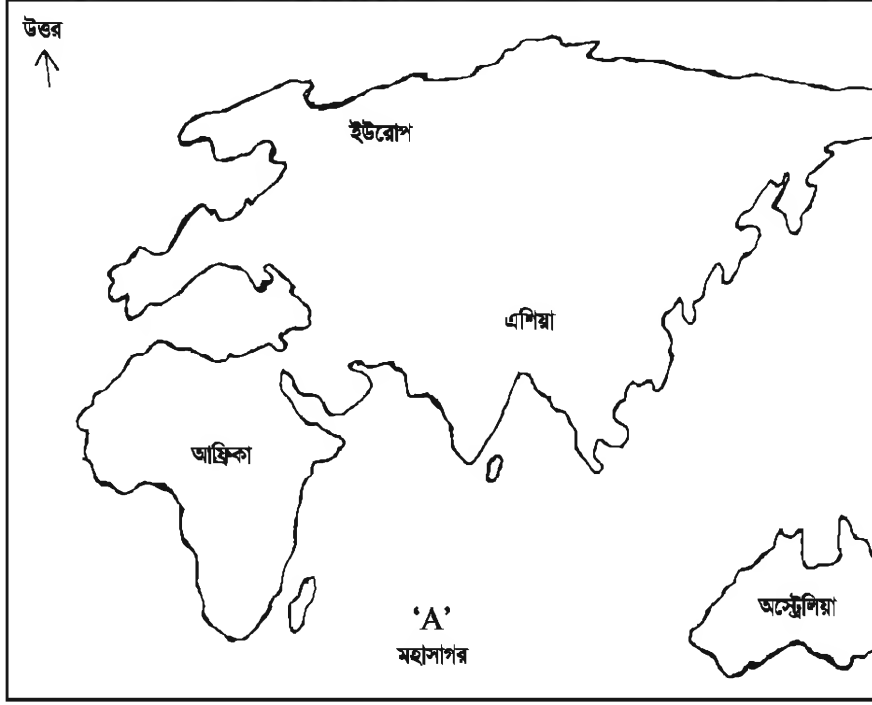 উত্তর
ইউরোপ
এশিয়া
আফ্রিকা
‘A’
মহাসাগর
অস্ট্রেলিয়া